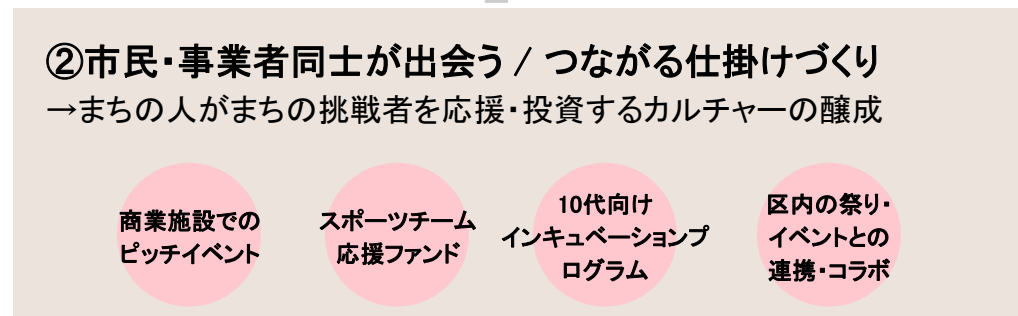 ②市民・事業者同士が出会う / つながる仕掛けづくり
→まちの人がまちの挑戦者を応援・投資するカルチャーの醸成
商業施設での
ピッチイベント
スポーツチーム
応援ファンド
10代向け
インキュベーションプ
ログラム
区内の祭り・
イベントとの
連携・コラボ